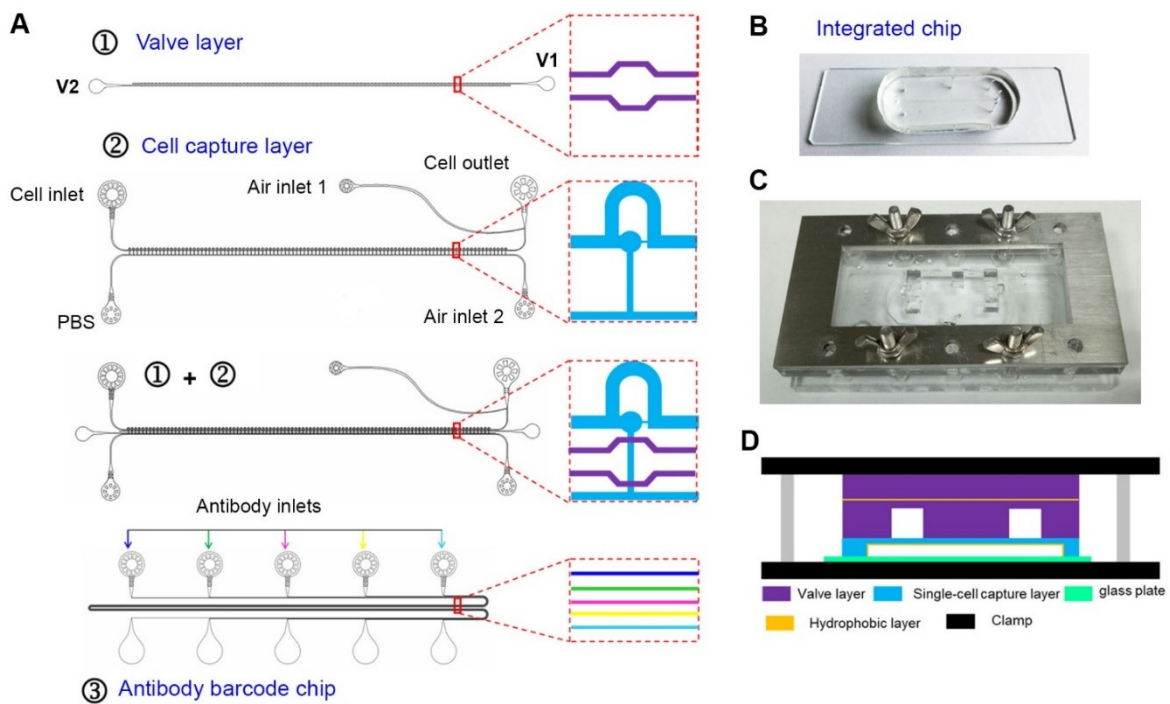 A
① Valve layer
V2
V1
② Cell capture layer
Cell inlet
Air inlet 1
Cell outlet
PBS
Air inlet 2
① + ②
Antibody inlets
③ Antibody barcode chip
B
Integrated chip
C
D
Valve layer
Single-cell capture layer
glass plate
Hydrophobic layer
Clamp